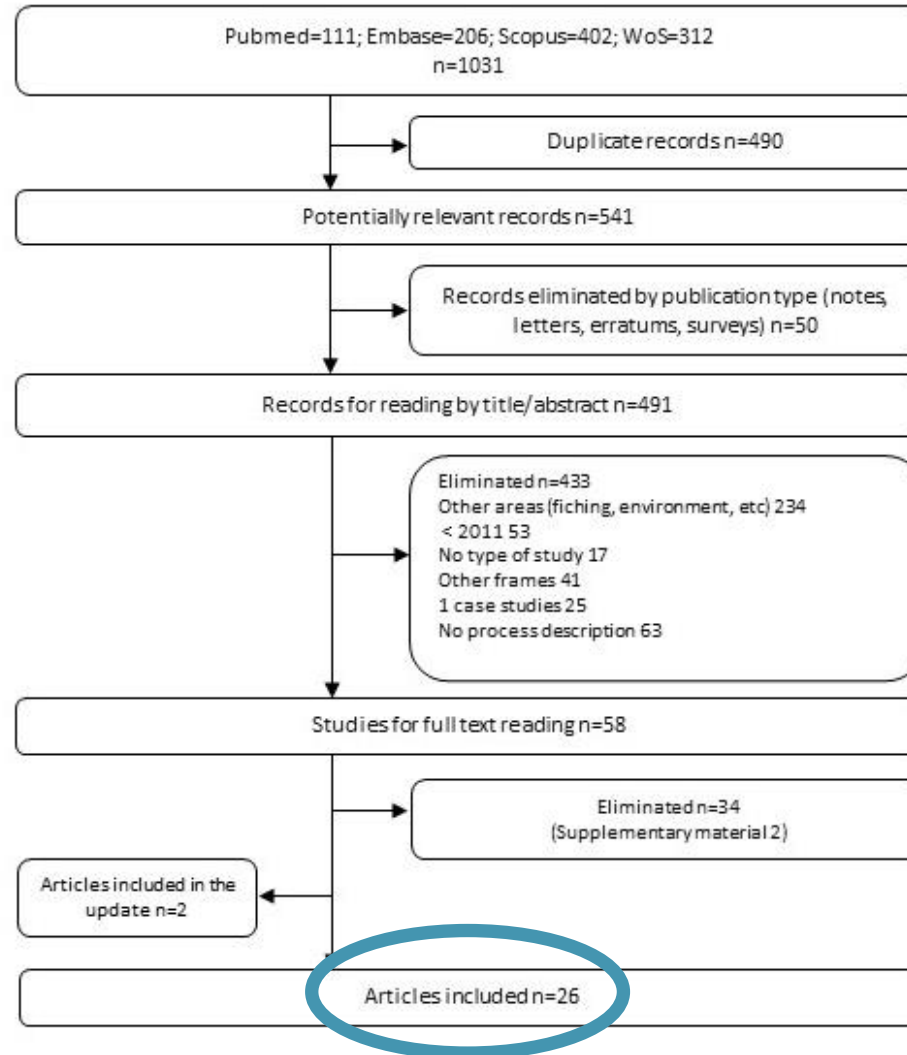 Pubmed=111; Embase=206; Scopus=402; WoS=312
n=1031
Duplicate records n=490
Potentially relevant records n=541
Records eliminated by publication type (notes,
letters, erratums, surveys) n=50
Records for reading by title/abstract n=491
Eliminated n=433
Other areas (fiching, environment, etc) 234
< 2011 53
No type of study 17
Other frames 41
1 case studies 25
No process description 63
Studies for full text reading n=58
Eliminated n=34
(Supplementary material 2)
Articles included in the
update n=2
Articles included n=26